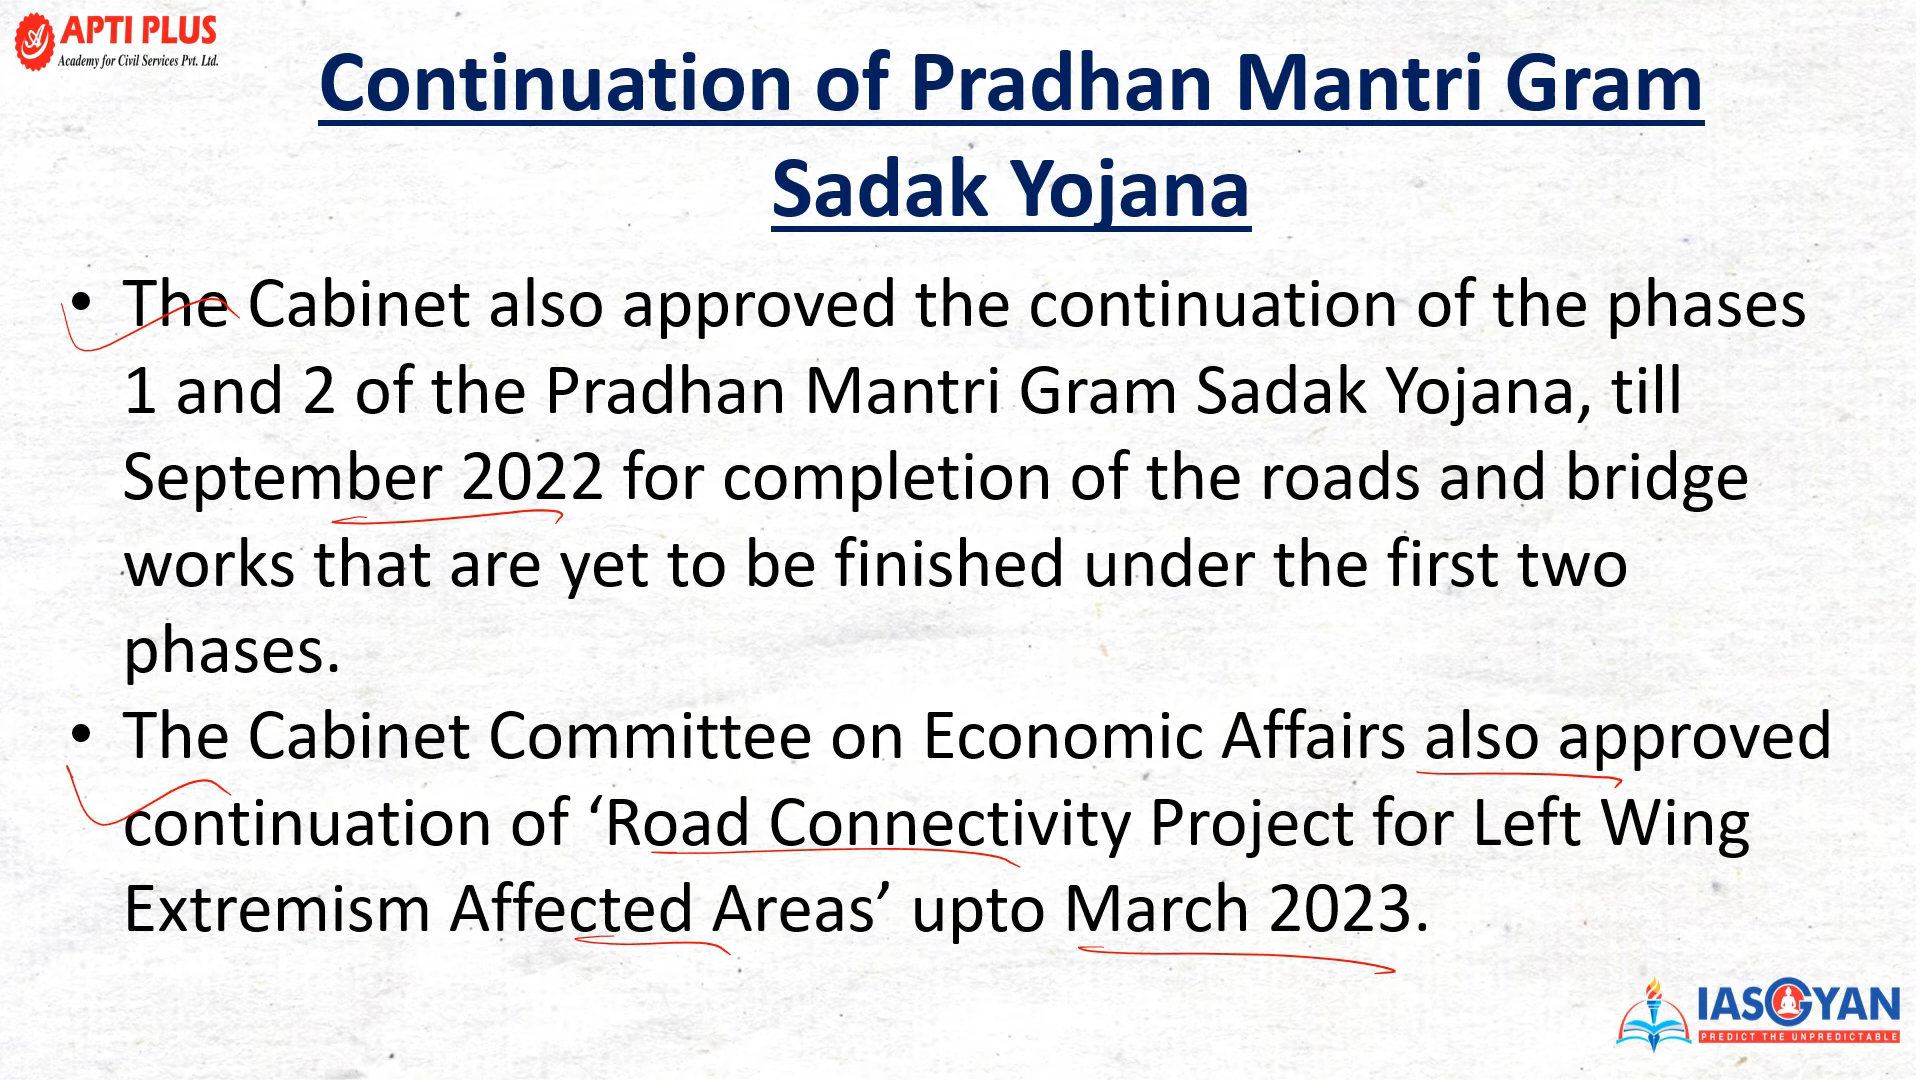 APTI PLUS
Academy for Civil Services Pvt. Ltd.
Continuation of Pradhan Mantri Gram
Sadak Yojana
• The Cabinet also approved the continuation of the phases
1 and 2 of the Pradhan Mantri Gram Sadak Yojana, till
September 2022 for completion of the roads and bridge
works that are yet to be finished under the first two
phases.
• The Cabinet Committee on Economic Affairs also approved
continuation of ‘Road Connectivity Project for Left Wing
Extremism Affected Areas’ upto March 2023.
IASGYAN
PREDICT THE UNPREDICTABLE